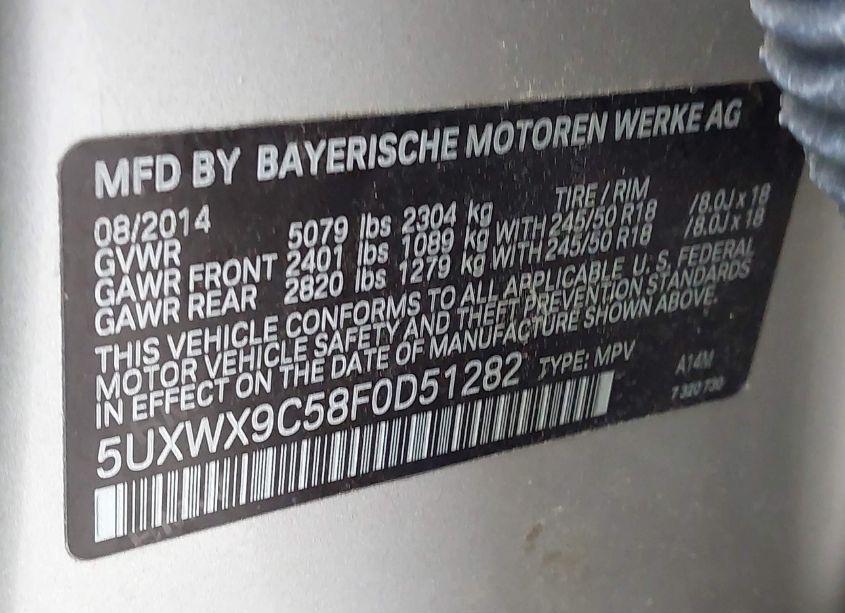 MFD BY BAYERISCHE MOTOREN WERKE AG
08/2014 TIRE / RIM
GVWR 5079 lbs 2304 kg
GAWR FRONT 2401 lbs 1089 kg WITH 245/50 R18 /8.0J x 18
GAWR REAR 2820 lbs 1279 kg WITH 245/50 R18 /8.0J x 18
THIS VEHICLE CONFORMS TO ALL APPLICABLE U.S. FEDERAL
MOTOR VEHICLE SAFETY AND THEFT PREVENTION STANDARDS
IN EFFECT ON THE DATE OF MANUFACTURE SHOWN ABOVE.
5UXWX9C58F0D51282 TYPE: MPV A14M
7 320 730